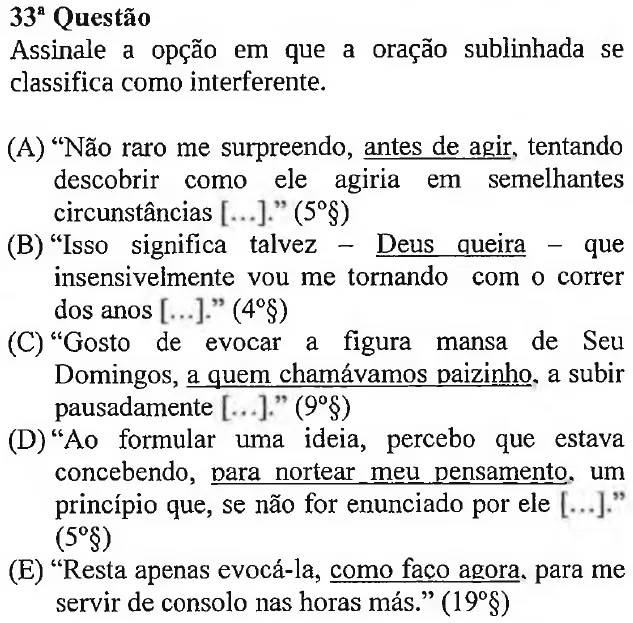 33ª Questão
Assinale a opção em que a oração sublinhada se
classifica como interferente.
(A) “Não raro me surpreendo, antes de agir, tentando
descobrir como ele agiria em semelhantes
circunstâncias [...].” (5º§)
(B) “Isso significa talvez – Deus queira – que
insensivelmente vou me tornando com o correr
dos anos [...].” (4º§)
(C) “Gosto de evocar a figura mansa de Seu
Domingos, a quem chamávamos paizinho, a subir
pausadamente [...].” (9º§)
(D) “Ao formular uma ideia, percebo que estava
concebendo, para nortear meu pensamento, um
princípio que, se não for enunciado por ele [...].”
(5º§)
(E) “Resta apenas evocá-la, como faço agora, para me
servir de consolo nas horas más.” (19º§)